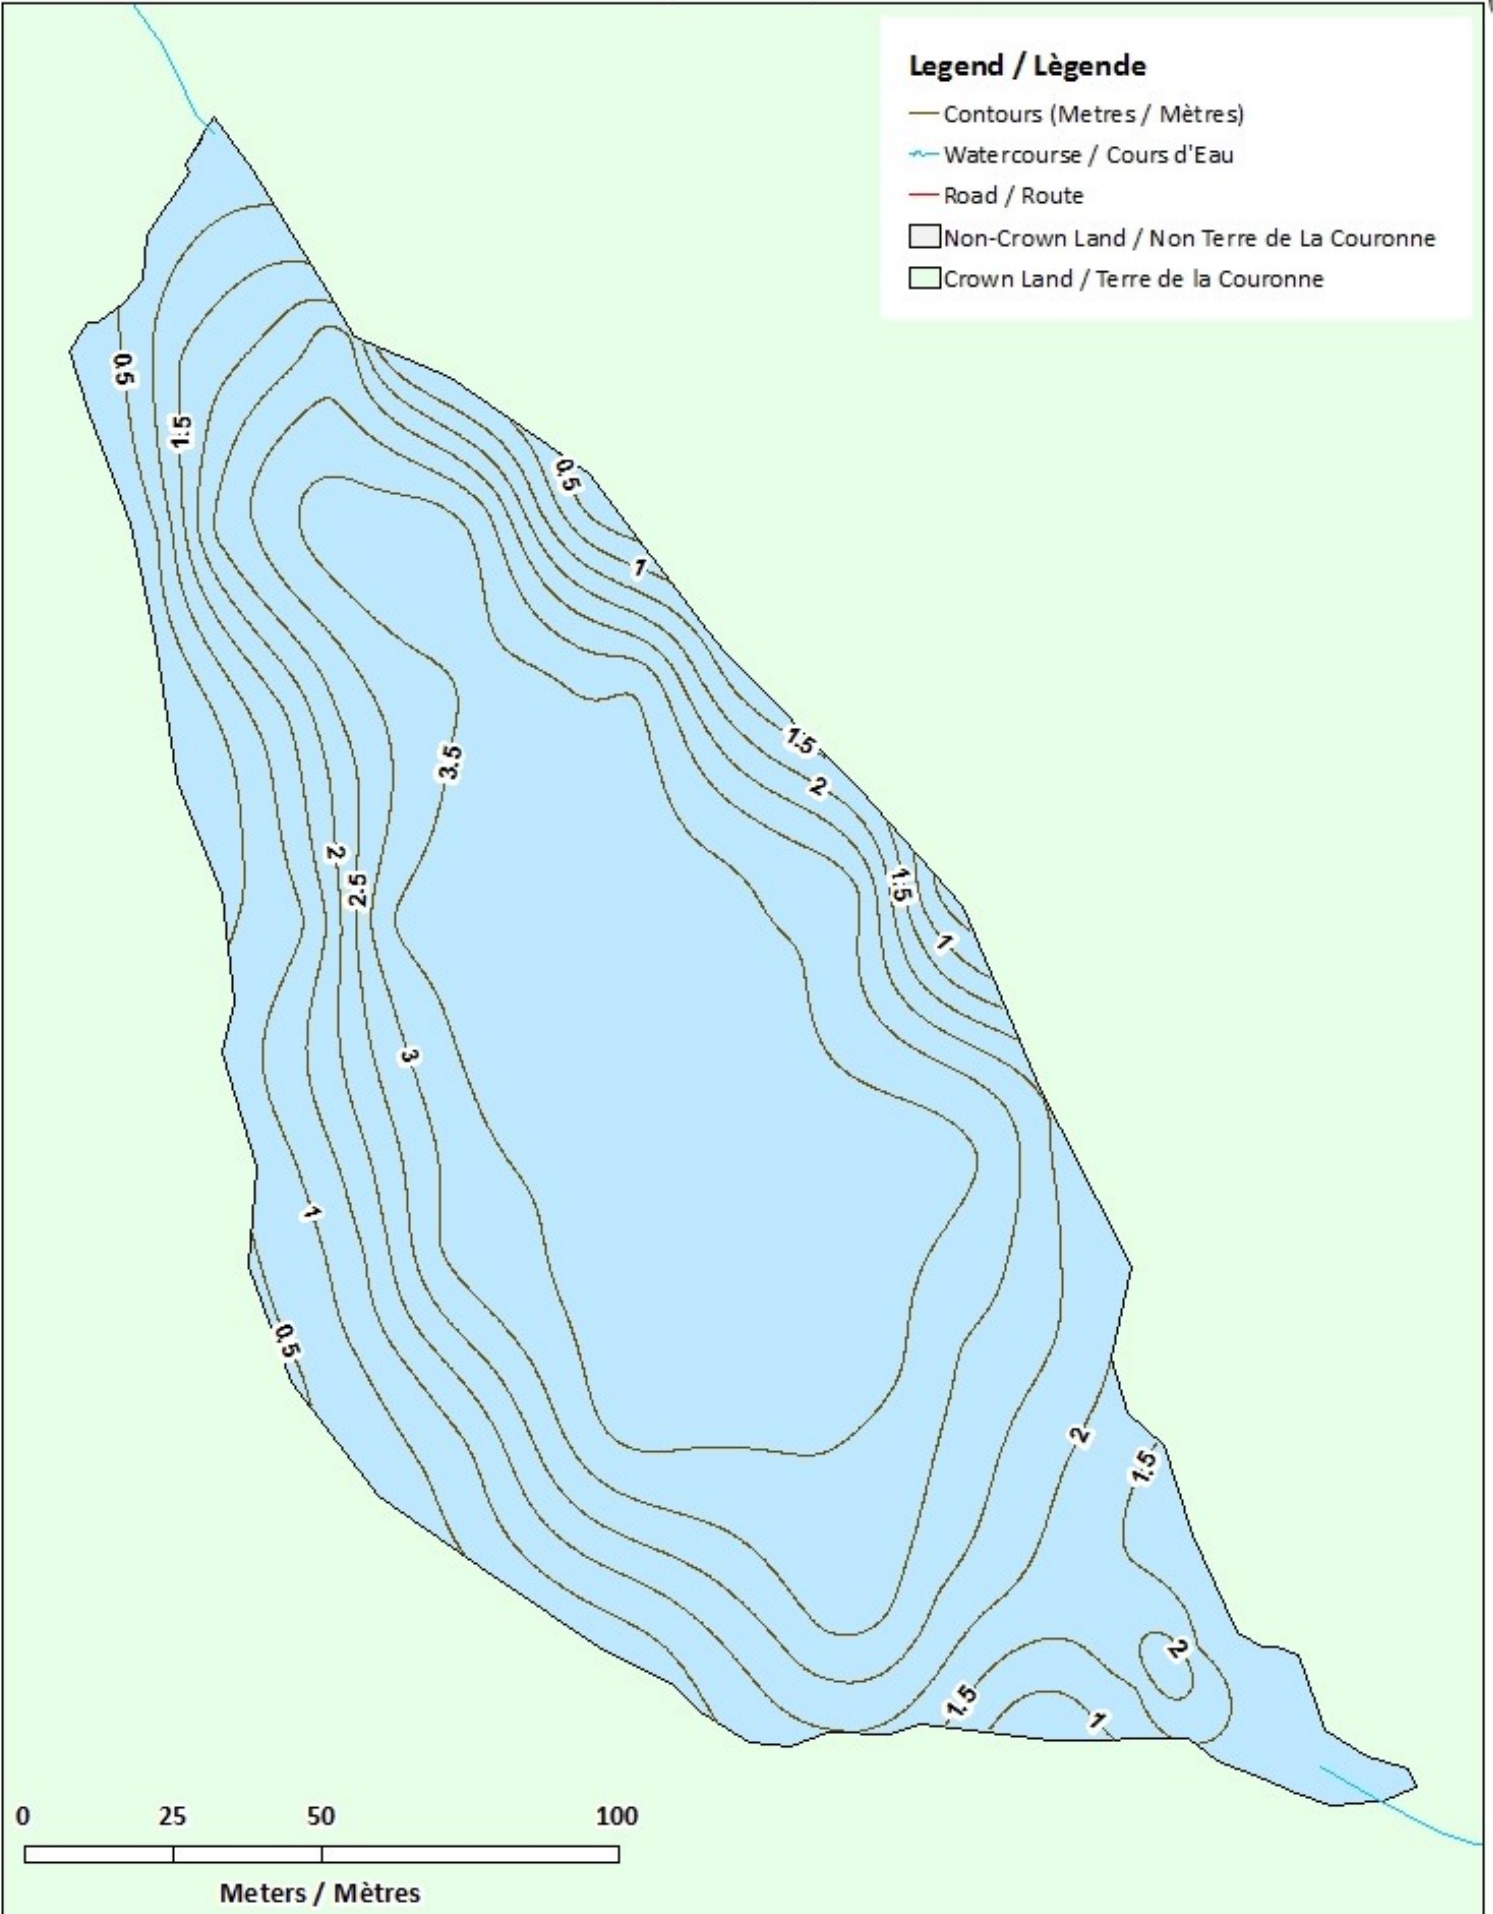 Legend / Lègende
Contours (Metres / Mètres)
Watercourse / Cours d'Eau
Road / Route
Non-Crown Land / Non Terre de La Couronne
Crown Land / Terre de la Couronne
0.5
1.5
0.5
1
1.5
3.5
2
2
2.5
1.5
1
3
1
0.5
2
1.5
2
1.5
1
0 25 50 100
Meters / Mètres